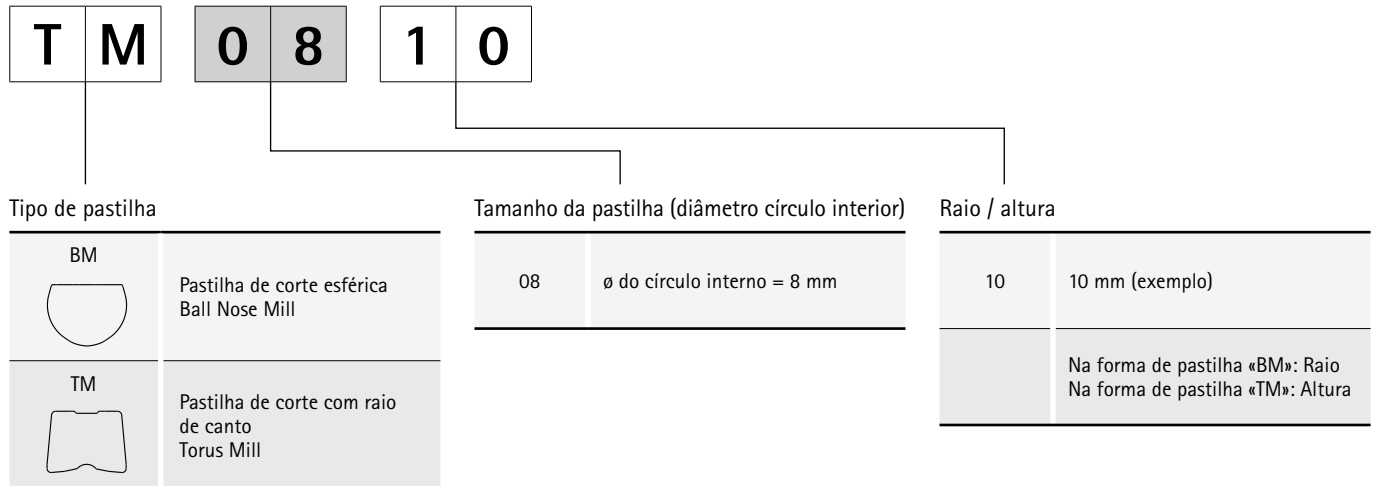 T M 0 8 1 0
Tipo de pastilha
BM
Pastilha de corte esférica
Ball Nose Mill
TM
Pastilha de corte com raio
de canto
Torus Mill
Tamanho da pastilha (diâmetro círculo interior)
08 ø do círculo interno = 8 mm
Raio / altura
10 10 mm (exemplo)
Na forma de pastilha «BM»: Raio
Na forma de pastilha «TM»: Altura